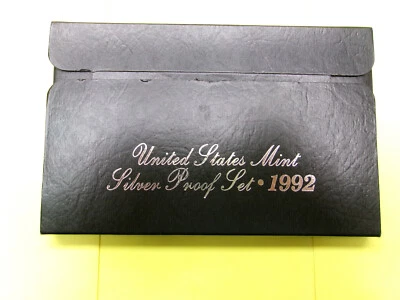 United States Mint
Silver Proof Set • 1992